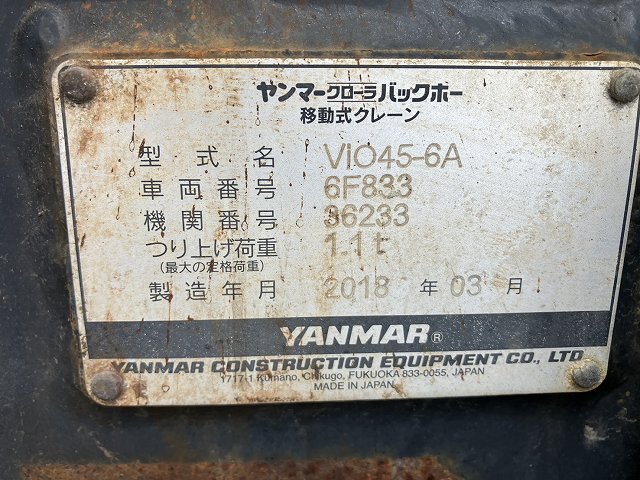 ヤンマークローラバックホー
移動式クレーン
型式名 VIO45-6A
車両番号 6F833
機関番号 36233
つり上げ荷重 1.1t
(最大の定格荷重)
製造年月 2018 年 03 月
YANMAR®
YANMAR CONSTRUCTION EQUIPMENT CO., LTD
1717-1 Kumano, Chikugo, FUKUOKA 833-0055, JAPAN
MADE IN JAPAN